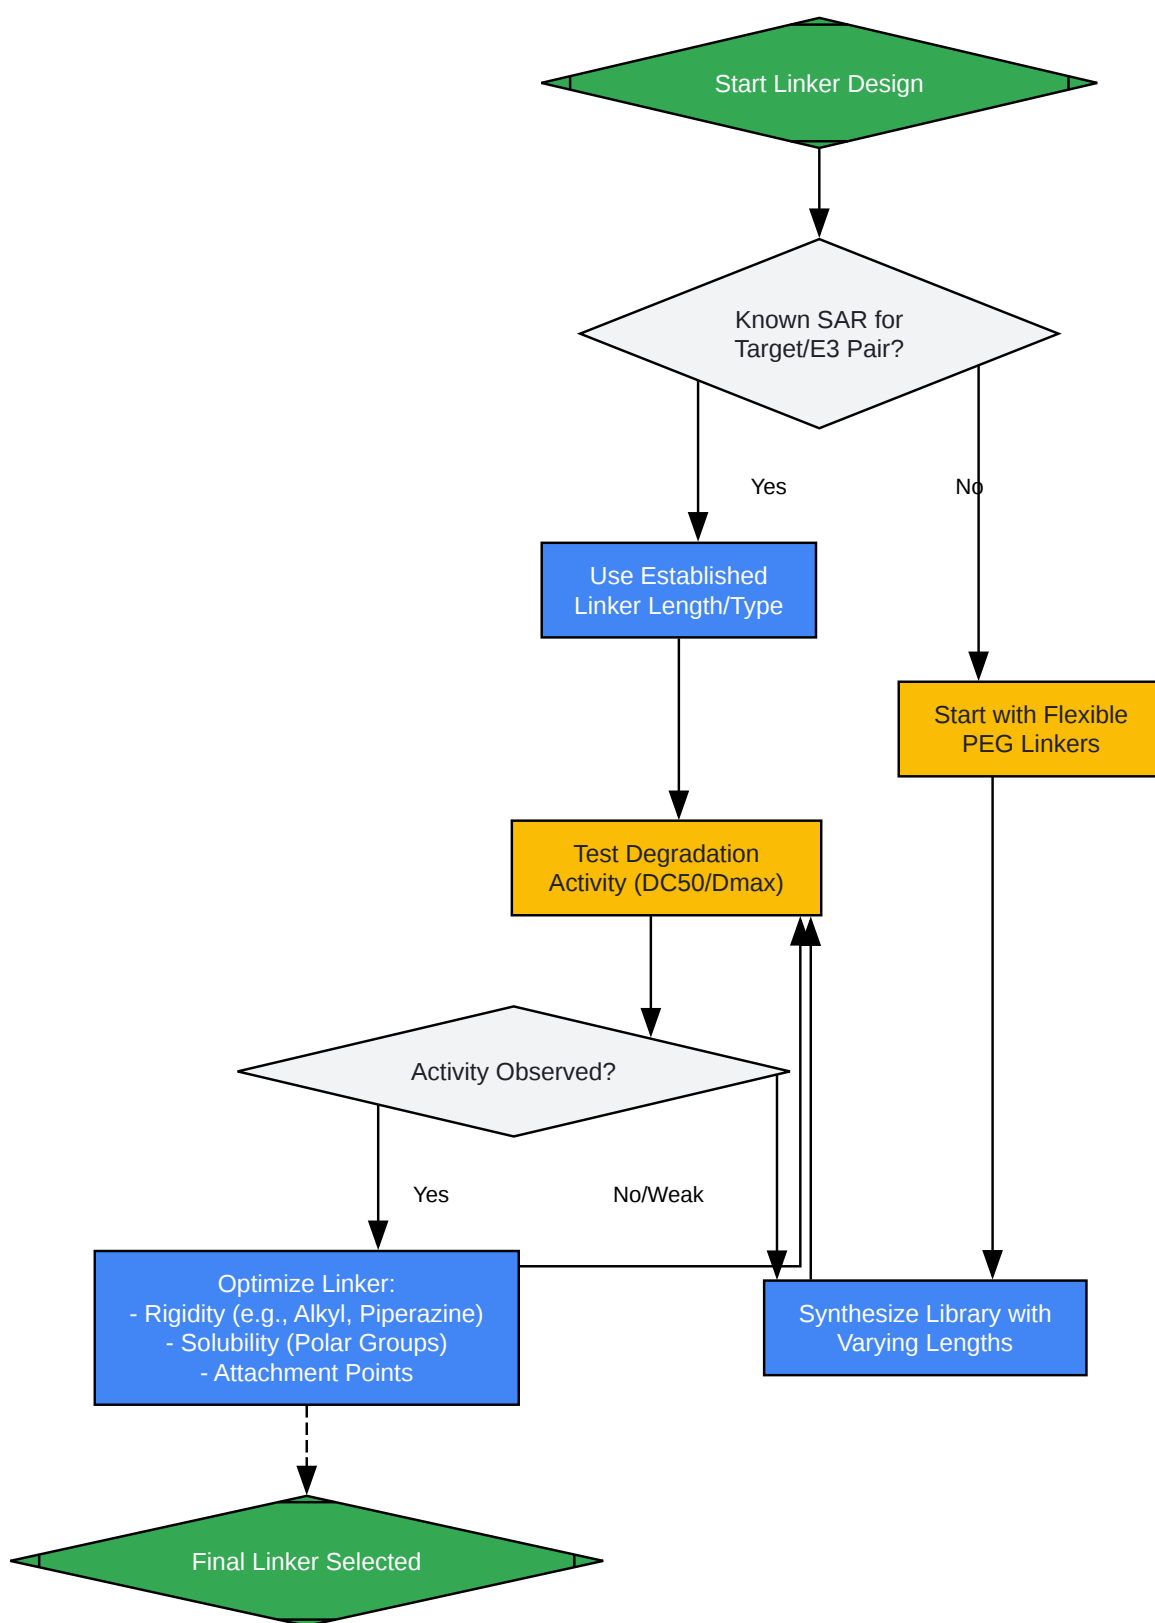 Start Linker Design
Known SAR for
Target/E3 Pair?
Yes
No
Use Established
Linker Length/Type
Start with Flexible
PEG Linkers
Test Degradation
Activity (DC50/Dmax)
Activity Observed?
Yes
No/Weak
Optimize Linker:
- Rigidity (e.g., Alkyl, Piperazine)
- Solubility (Polar Groups)
- Attachment Points
Synthesize Library with
Varying Lengths
Final Linker Selected